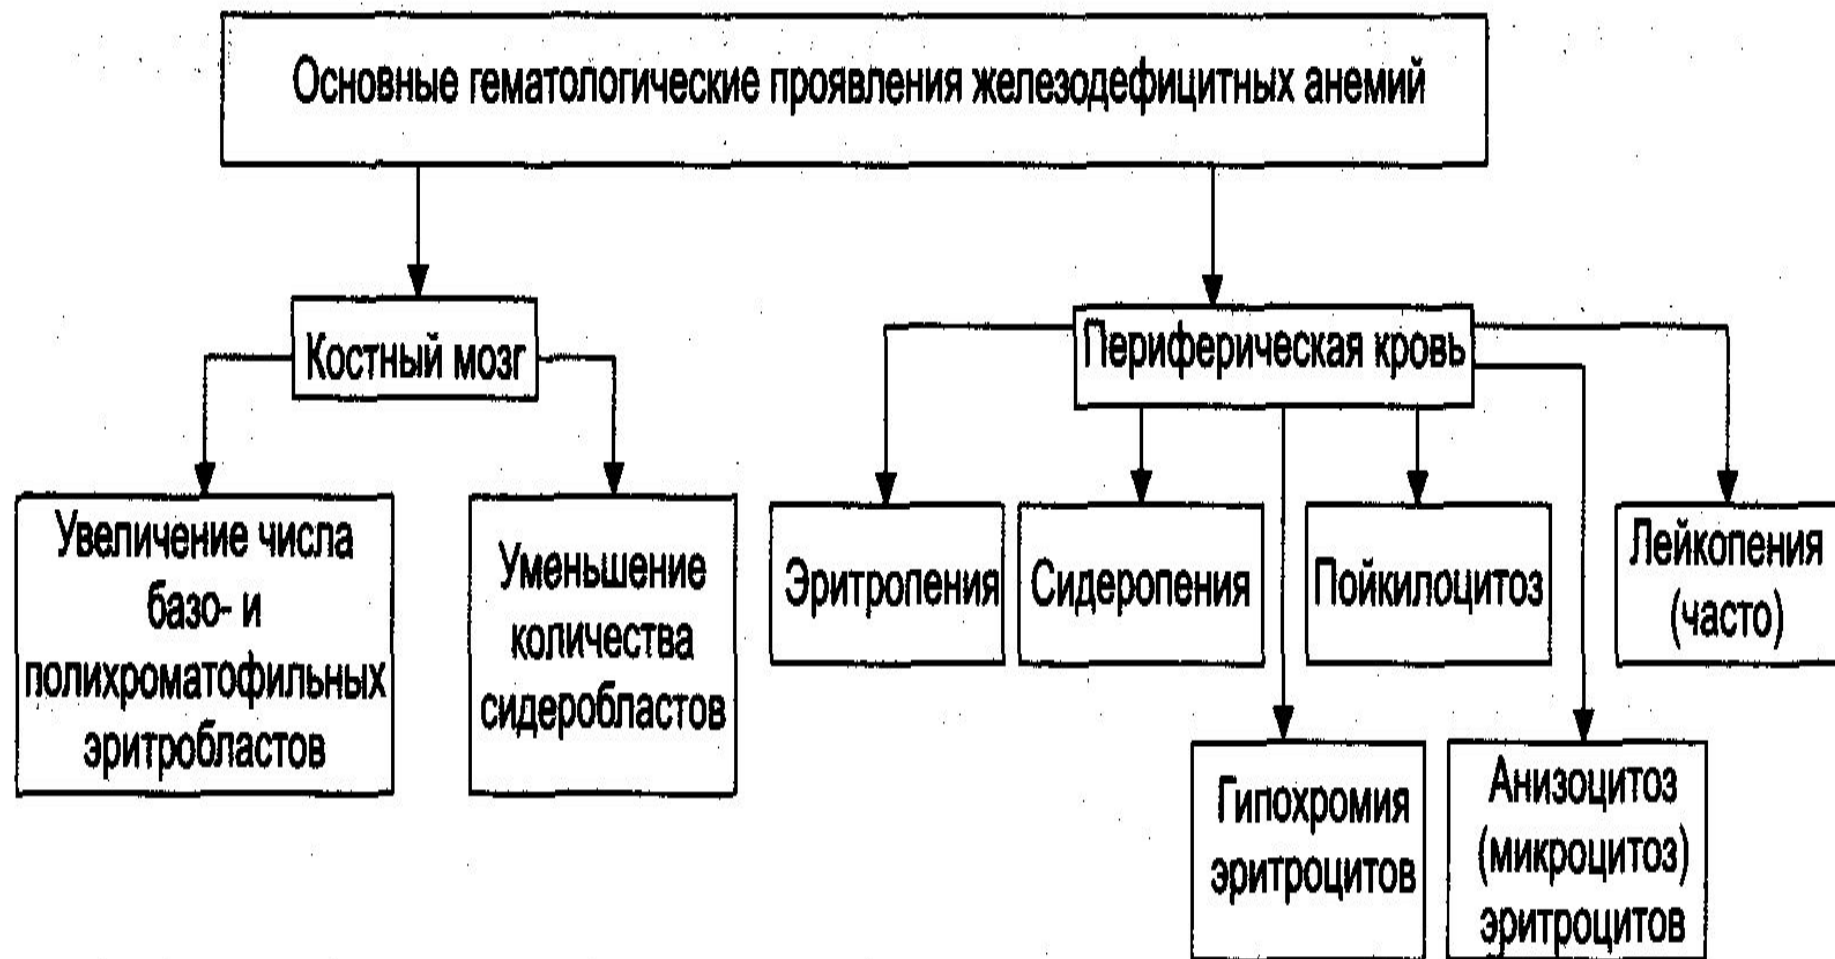 Основные гематологические проявления железодефицитных анемий
Костный мозг
Периферическая кровь
Увеличение числа
базо- и
полихроматофильных
эритробластов
Уменьшение
количества
сидеробластов
Эритропения
Сидеропения
Пойкилоцитоз
Лейкопения
(часто)
Гипохромия
эритроцитов
Анизоцитоз
(микроцитоз)
эритроцитов